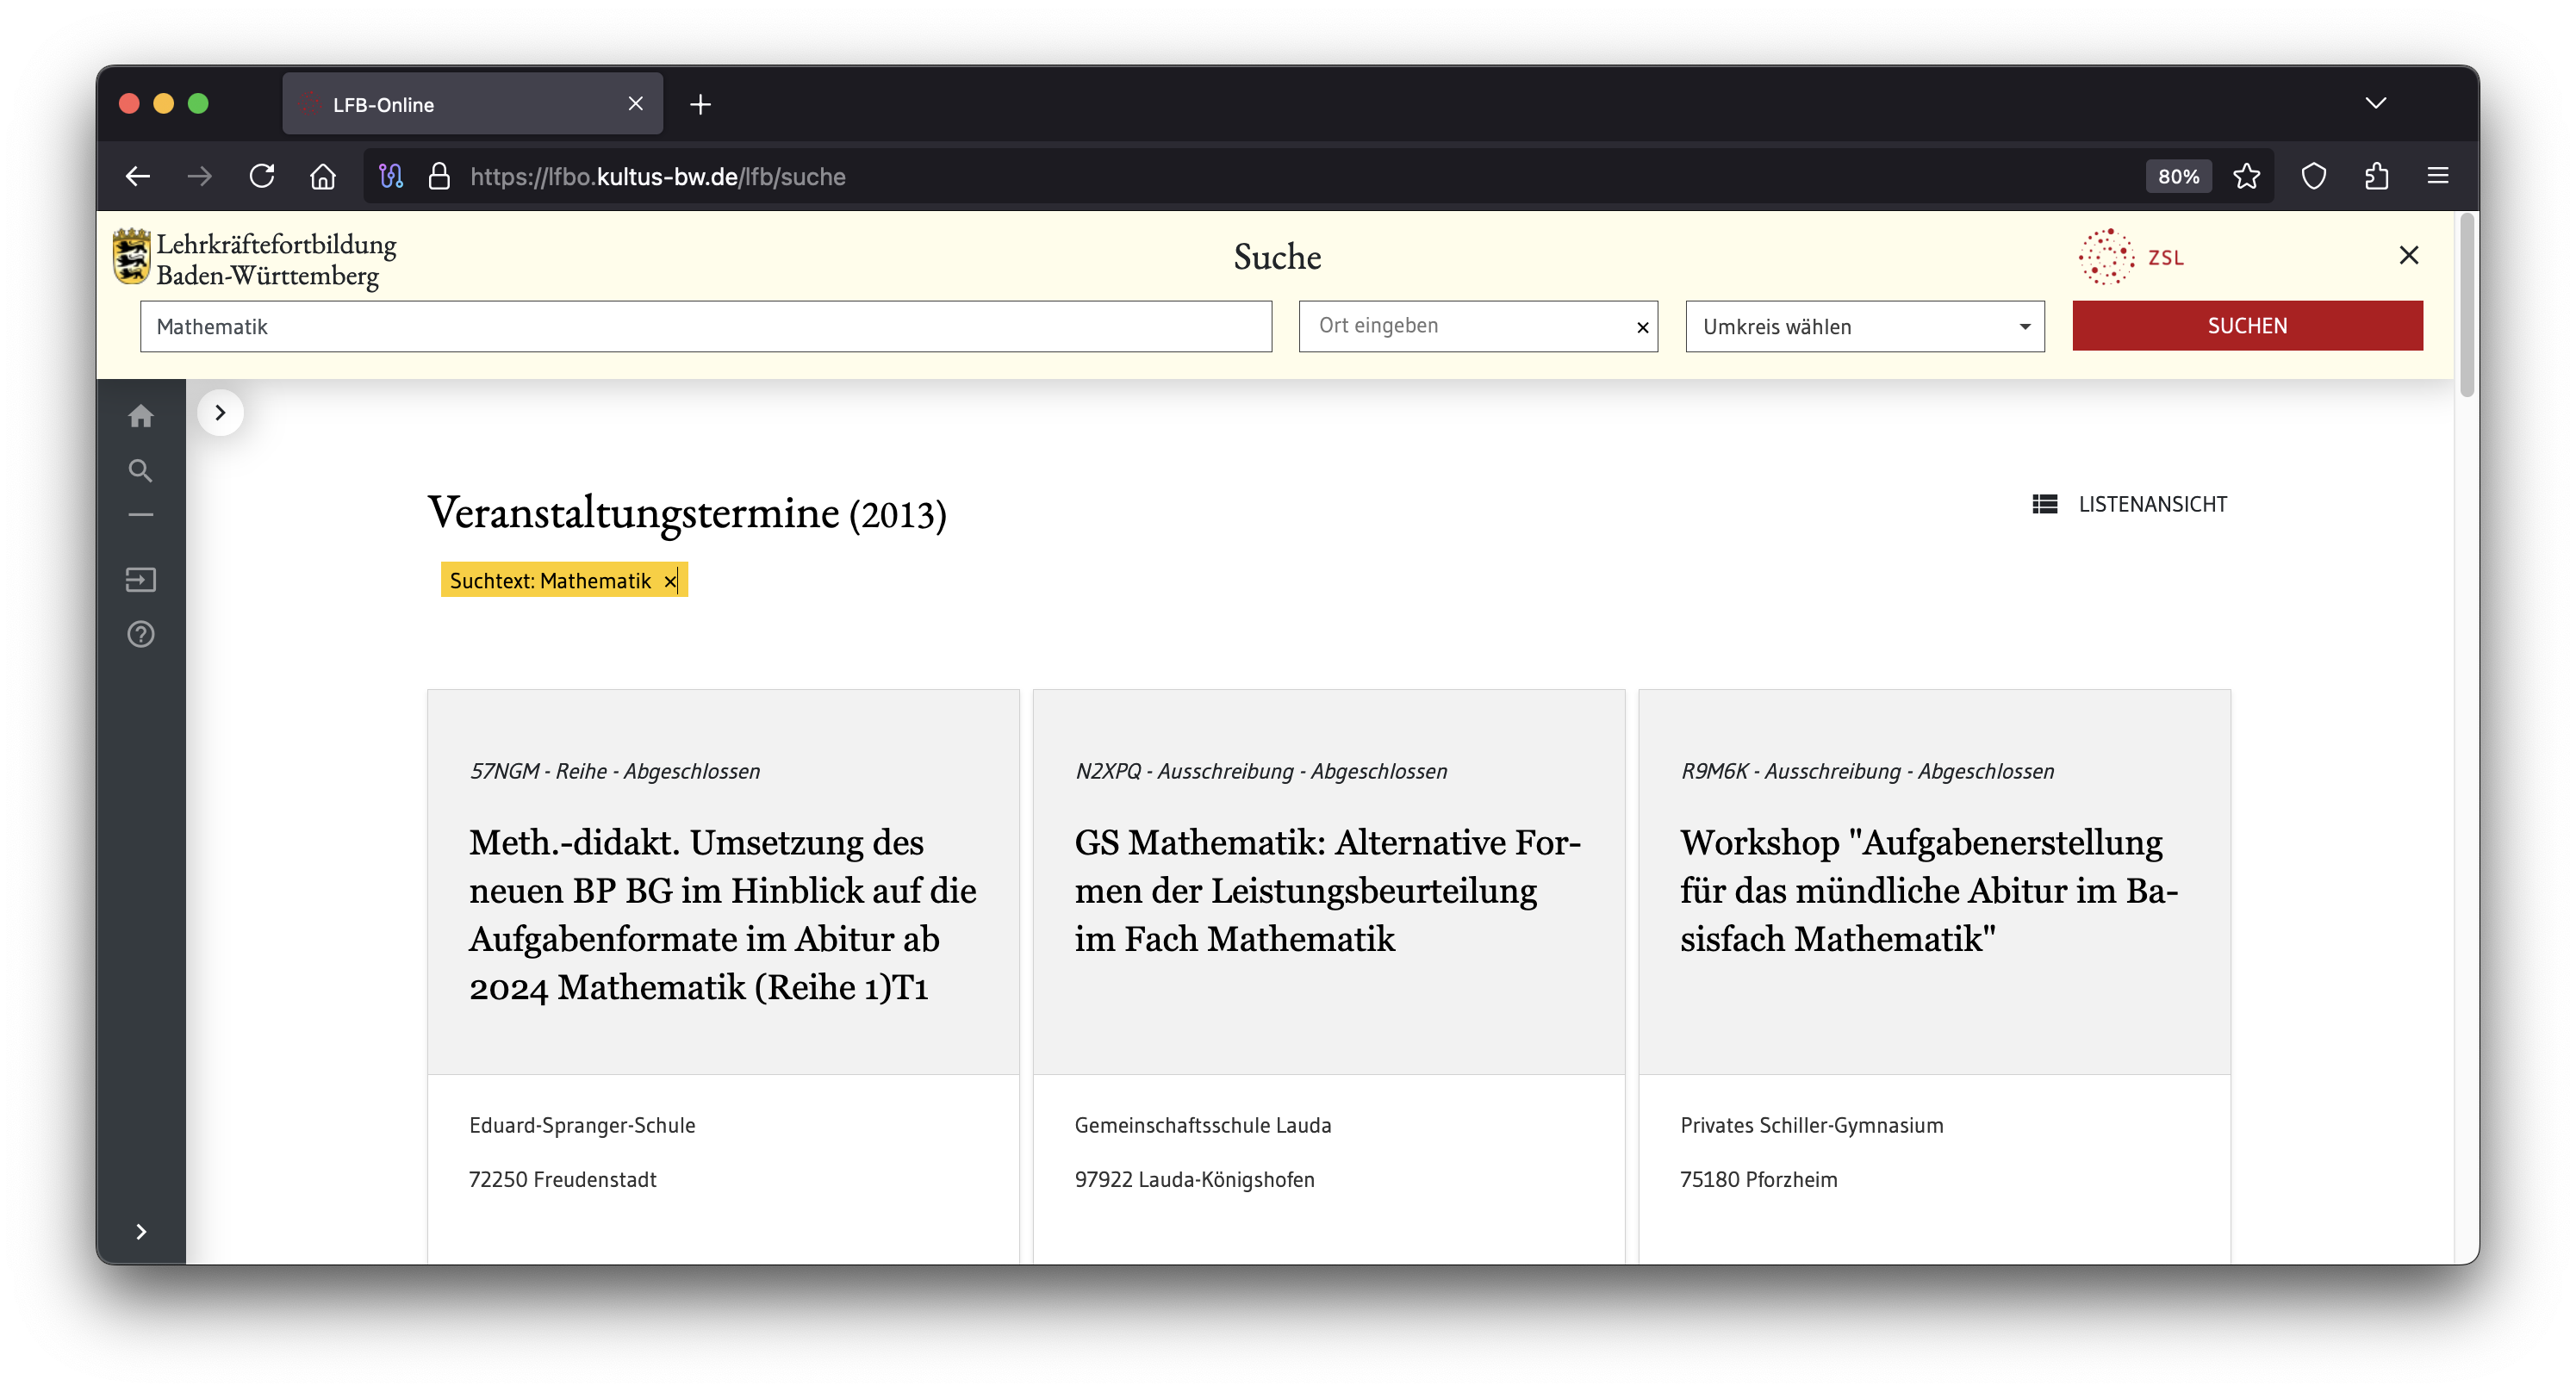 LFB-Online
https://lfbo.kultus-bw.de/lfb/suche
80%
Lehrkräftefortbildung
Baden-Württemberg
Suche
ZSL
Mathematik
Ort eingeben
Umkreis wählen
SUCHEN
Veranstaltungstermine (2013)
LISTENANSICHT
Suchtext: Mathematik
57NGM - Reihe - Abgeschlossen
Meth.-didakt. Umsetzung des
neuen BP BG im Hinblick auf die
Aufgabenformate im Abitur ab
2024 Mathematik (Reihe 1)T1
Eduard-Spranger-Schule
72250 Freudenstadt
N2XPQ - Ausschreibung - Abgeschlossen
GS Mathematik: Alternative For-
men der Leistungsbeurteilung
im Fach Mathematik
Gemeinschaftsschule Lauda
97922 Lauda-Königshofen
R9M6K - Ausschreibung - Abgeschlossen
Workshop "Aufgabenerstellung
für das mündliche Abitur im Ba-
sisfach Mathematik"
Privates Schiller-Gymnasium
75180 Pforzheim